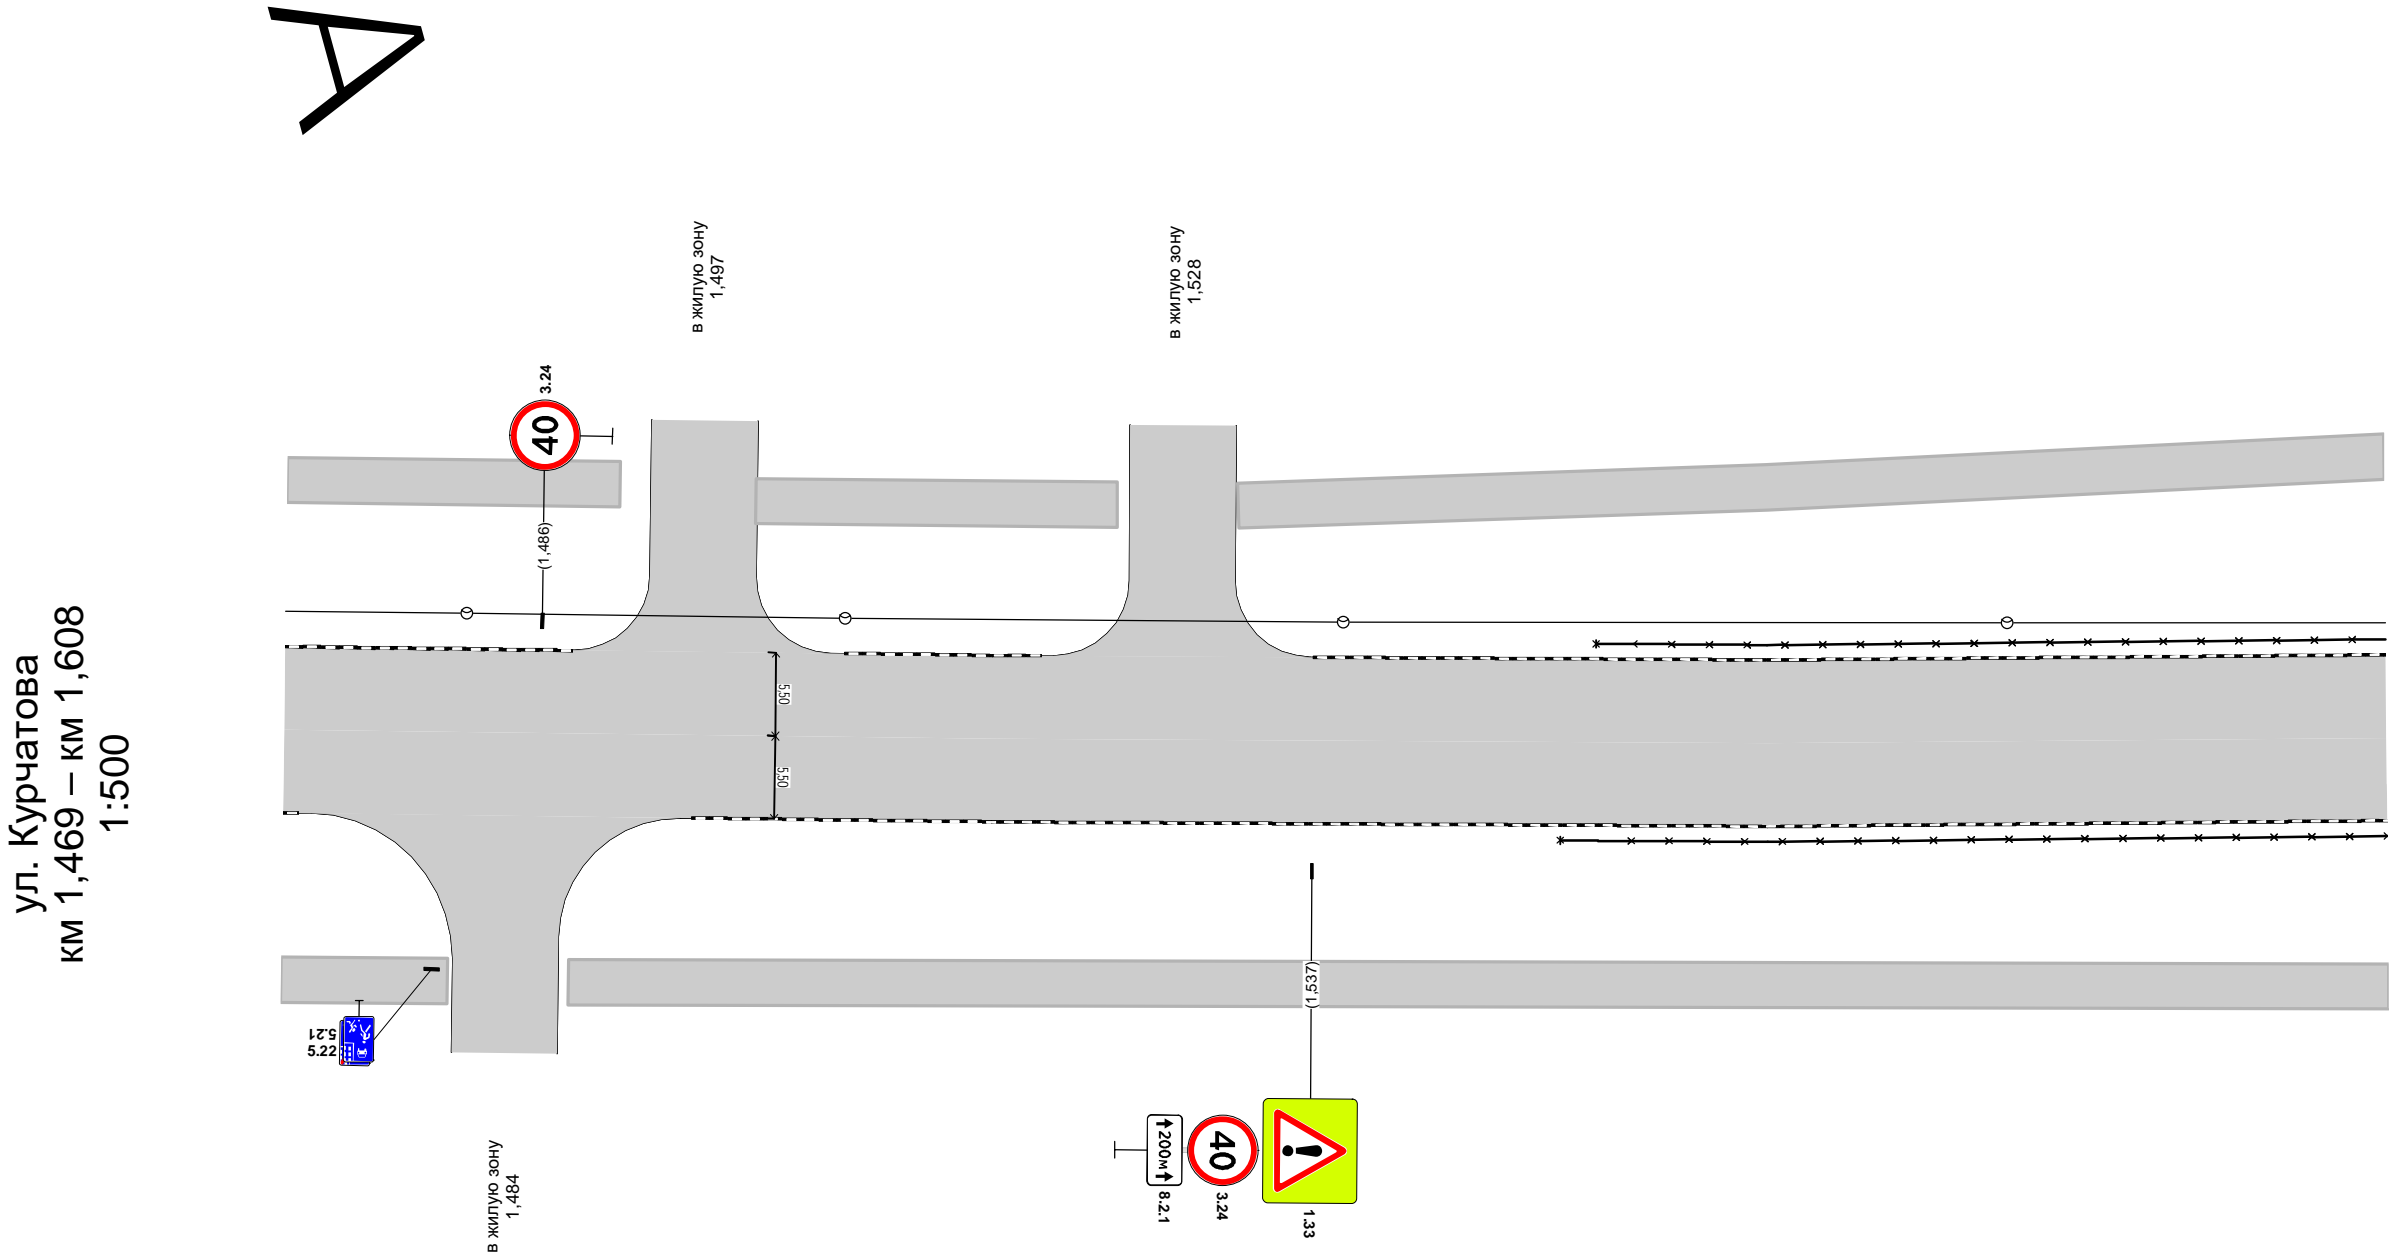 А
ул. Курчатова
км 1,469 – км 1,608
1:500
в жилую зону
1,497
в жилую зону
1,528
3.24
40
(1,486)
5,50
5,50
(1,537)
5.21
5.22
в жилую зону
1,484
200м
8.2.1
40
3.24
!
1.33